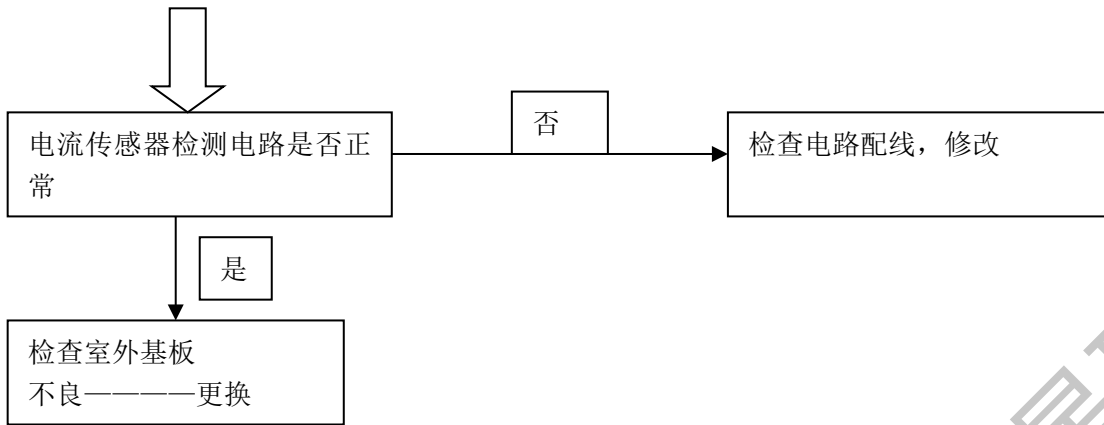 电流传感器检测电路是否正
常
否
检查电路配线，修改
是
检查室外基板
不良————更换